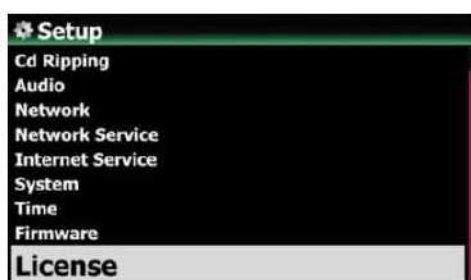 Setup
Cd Ripping
Audio
Network
Network Service
Internet Service
System
Time
Firmware
License